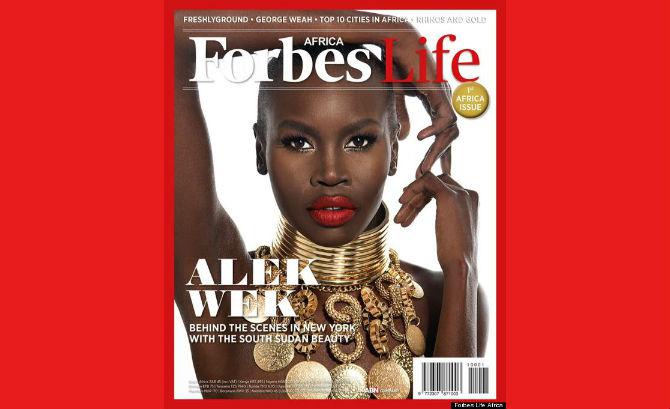 FRESHLYGROUND • GEORGE WEAH • TOP 10 CITIES IN AFRICA • RHINOS AND GOLD
AFRICA
Forbes Life
1st
AFRICA
ISSUE
ALEK
WEK
BEHIND THE SCENES IN NEW YORK
WITH THE SOUTH SUDAN BEAUTY
10001
Forbes Life Africa